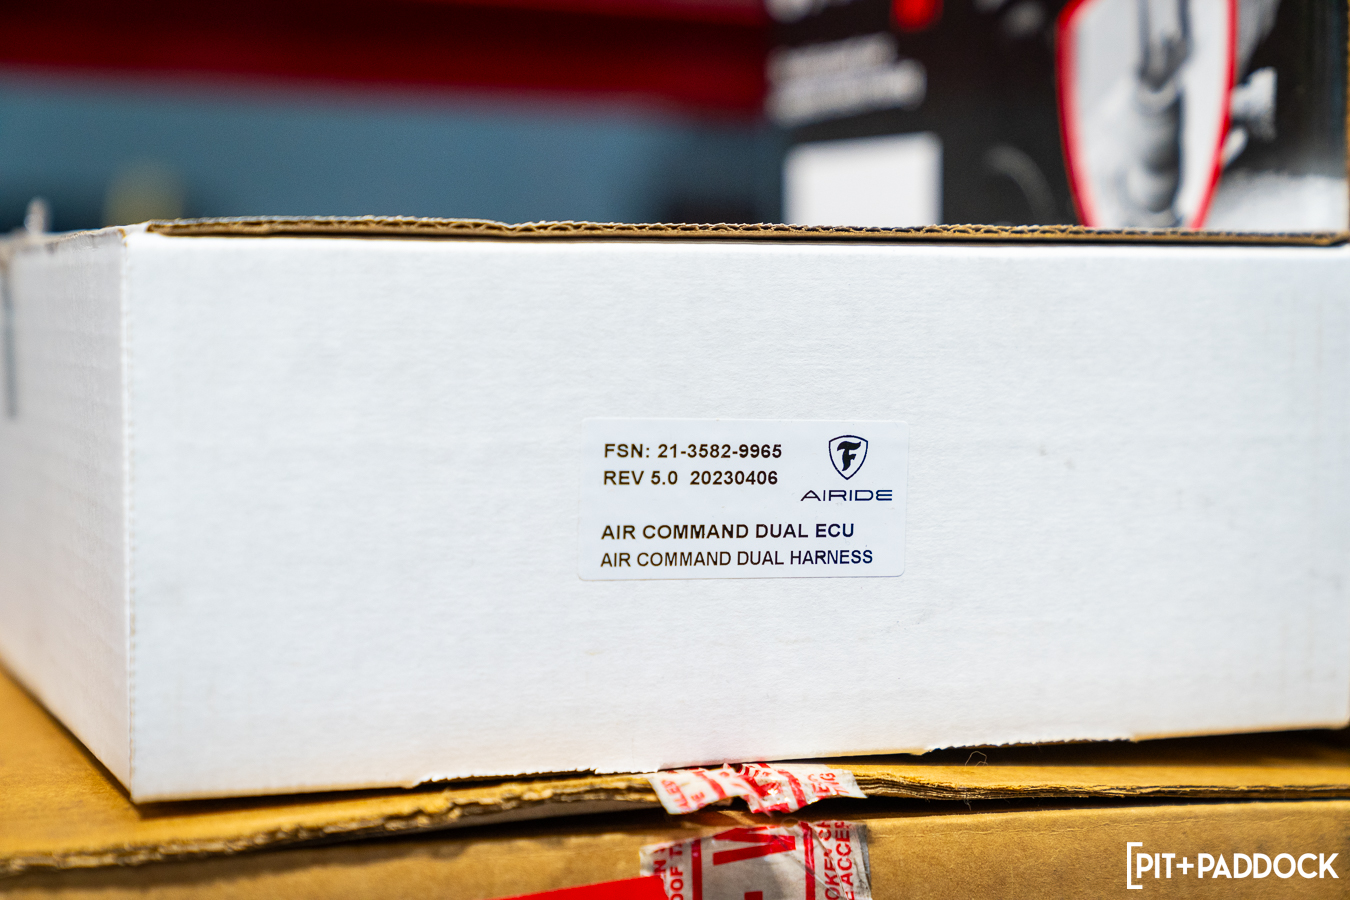 FSN: 21-3582-9965
REV 5.0 20230406
AIRIDE
AIR COMMAND DUAL ECU
AIR COMMAND DUAL HARNESS
[PIT+PADDOCK